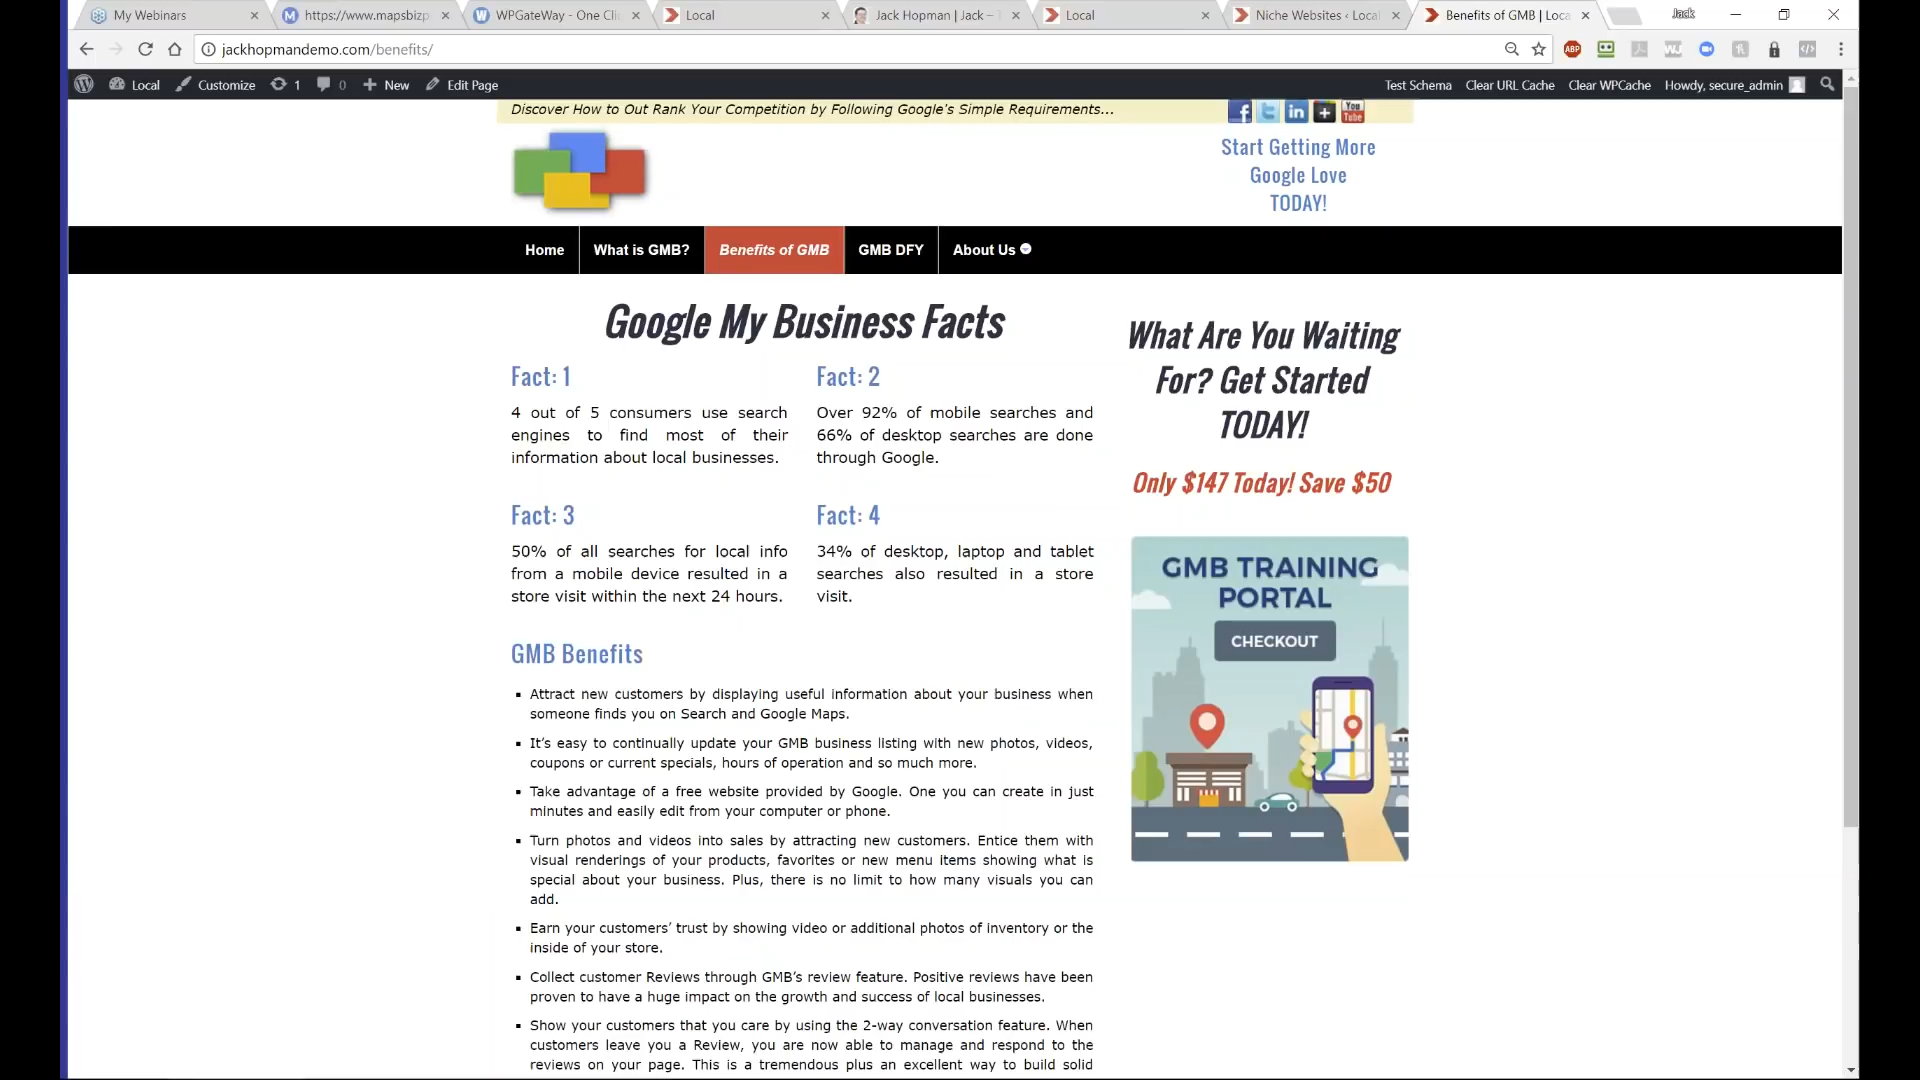 My Webinars
https://www.mapsbizp
WPGateWay - One Cli
Local
Jack Hopman | Jack – T
Local
Niche Websites ‹ Local
Benefits of GMB | Loca
Jack
jackhopmandemo.com/benefits/
ABP
Local
Customize
1
0
New
Edit Page
Test Schema
Clear URL Cache
Clear WPCache
Howdy, secure_admin
Discover How to Out Rank Your Competition by Following Google's Simple Requirements...
You
Tube
Start Getting More
Google Love
TODAY!
Home
What is GMB?
Benefits of GMB
GMB DFY
About Us
Google My Business Facts
Fact: 1
4 out of 5 consumers use search
engines to find most of their
information about local businesses.
Fact: 2
Over 92% of mobile searches and
66% of desktop searches are done
through Google.
Fact: 3
50% of all searches for local info
from a mobile device resulted in a
store visit within the next 24 hours.
Fact: 4
34% of desktop, laptop and tablet
searches also resulted in a store
visit.
GMB Benefits
Attract new customers by displaying useful information about your business when
someone finds you on Search and Google Maps.
It’s easy to continually update your GMB business listing with new photos, videos,
coupons or current specials, hours of operation and so much more.
Take advantage of a free website provided by Google. One you can create in just
minutes and easily edit from your computer or phone.
Turn photos and videos into sales by attracting new customers. Entice them with
visual renderings of your products, favorites or new menu items showing what is
special about your business. Plus, there is no limit to how many visuals you can
add.
Earn your customers’ trust by showing video or additional photos of inventory or the
inside of your store.
Collect customer Reviews through GMB’s review feature. Positive reviews have been
proven to have a huge impact on the growth and success of local businesses.
Show your customers that you care by using the 2-way conversation feature. When
customers leave you a Review, you are now able to manage and respond to the
reviews on your page. This is a tremendous plus an excellent way to build solid
What Are You Waiting
For? Get Started
TODAY!
Only $147 Today! Save $50
GMB TRAINING
PORTAL
CHECKOUT